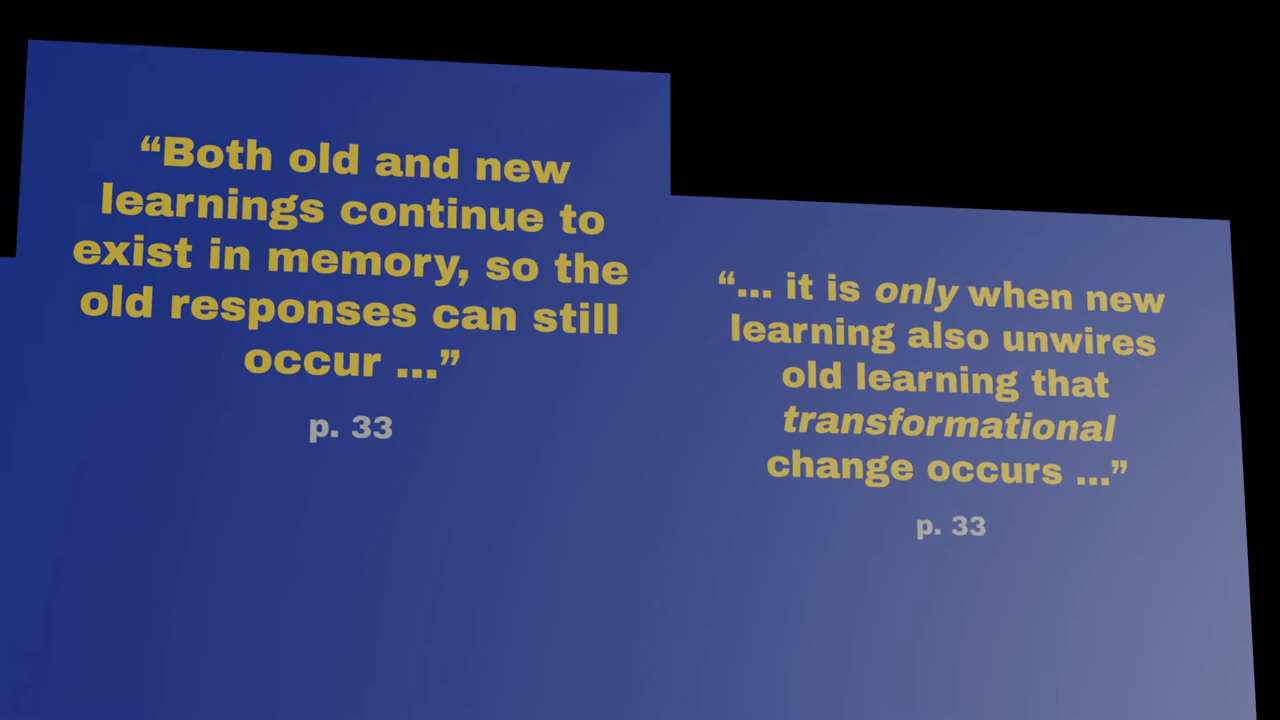 “Both old and new
learnings continue to
exist in memory, so the
old responses can still
occur ...”
p. 33
“... it is only when new
learning also unwires
old learning that
transformational
change occurs ...”
p. 33